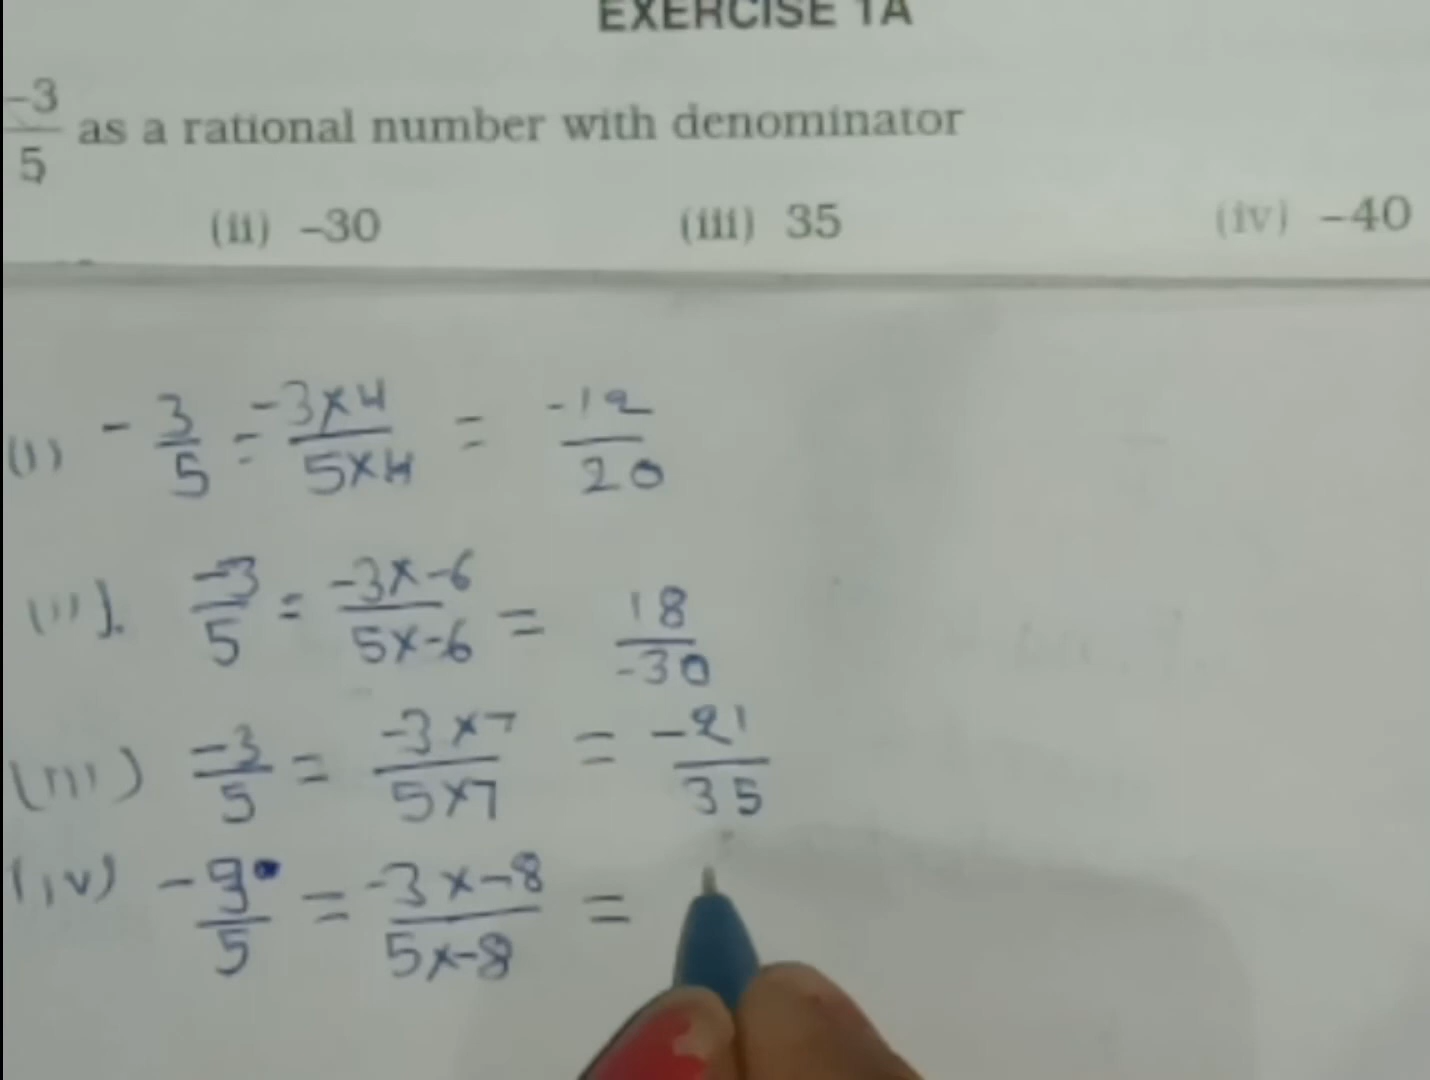 EXERCISE 1A
-3/5 as a rational number with denominator
(ii) -30 (iii) 35 (iv) -40
(i) - 3/5 = -3×4/5×4 = -12/20
(ii). -3/5 = -3×-6/5×-6 = 18/-30
(iii) -3/5 = -3×7/5×7 = -21/35
(iv) -3/5 = -3×-8/5×-8 =